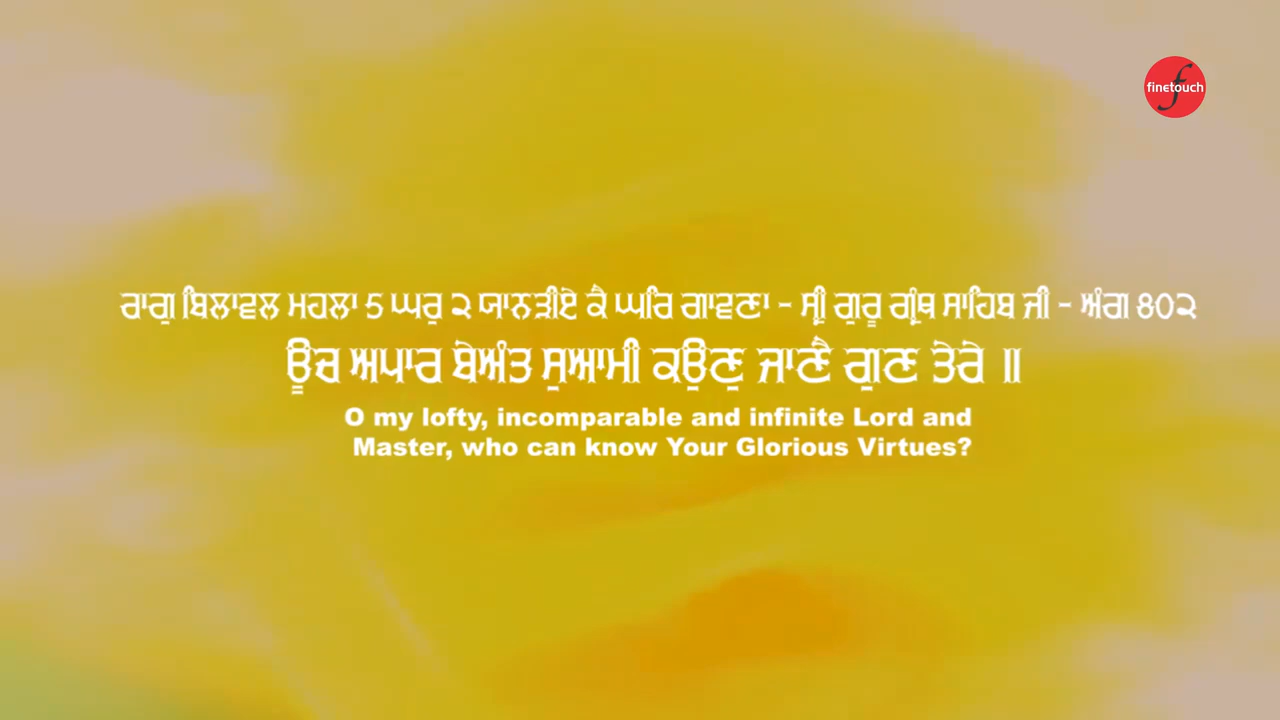 finetouch
ਰਾਗੁ ਬਿਲਾਵਲ ਮਹਲਾ 5 ਘਰੁ ੨ ਯਾਨੜੀਏ ਕੈ ਘਰਿ ਗਾਵਣਾ - ਸ੍ਰੀ ਗੁਰੂ ਗ੍ਰੰਥ ਸਾਹਿਬ ਜੀ - ਅੰਗ ੮੦੨
ਊਚ ਅਪਾਰ ਬੇਅੰਤ ਸੁਆਮੀ ਕਉਣੁ ਜਾਣੈ ਗੁਣ ਤੇਰੇ ॥
O my lofty, incomparable and infinite Lord and
Master, who can know Your Glorious Virtues?